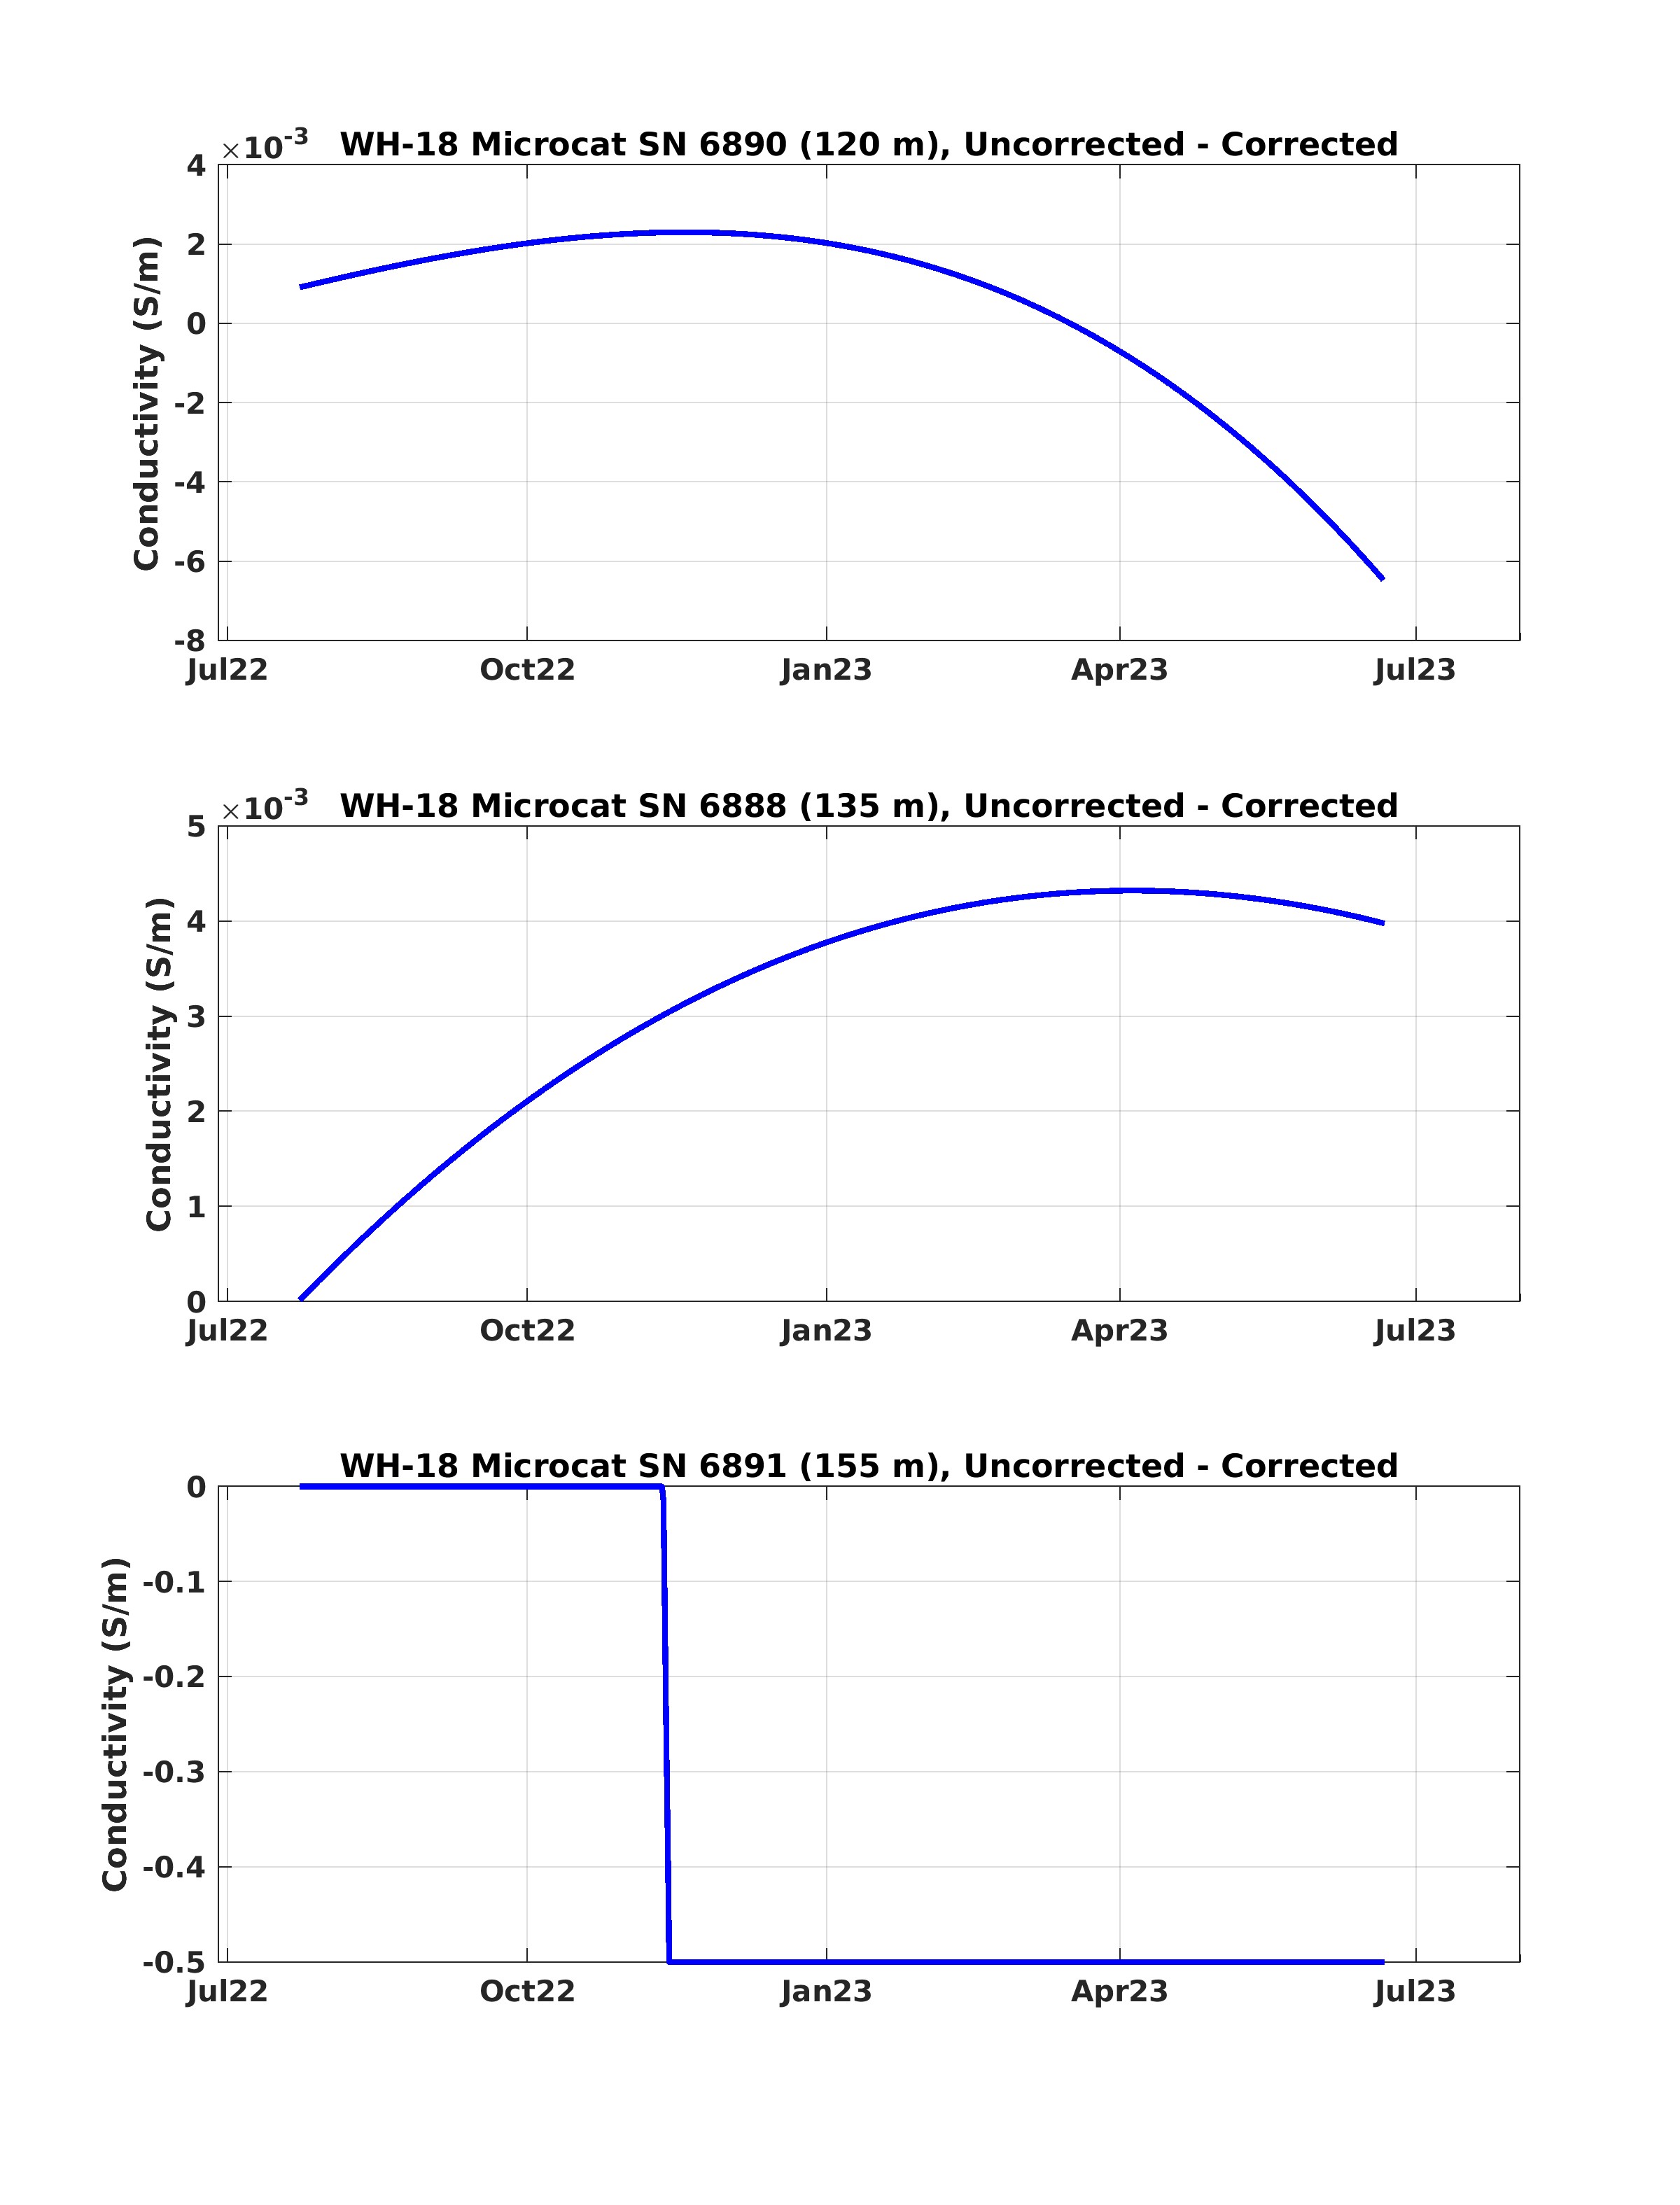 ×10-3 WH-18 Microcat SN 6890 (120 m), Uncorrected - Corrected
4
2
0
-2
-4
-6
-8
Conductivity (S/m)
Jul22 Oct22 Jan23 Apr23 Jul23
×10-3 WH-18 Microcat SN 6888 (135 m), Uncorrected - Corrected
5
4
3
2
1
0
Conductivity (S/m)
Jul22 Oct22 Jan23 Apr23 Jul23
WH-18 Microcat SN 6891 (155 m), Uncorrected - Corrected
0
-0.1
-0.2
-0.3
-0.4
-0.5
Conductivity (S/m)
Jul22 Oct22 Jan23 Apr23 Jul23